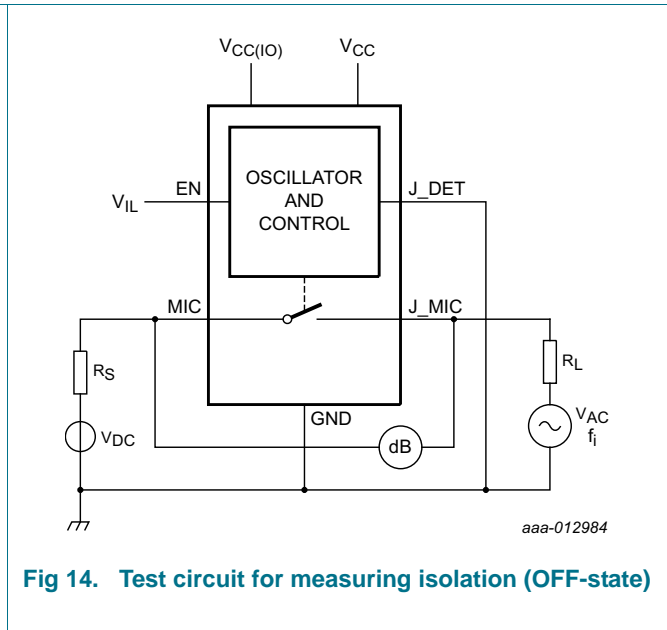 VCC(IO)
VCC
OSCILLATOR
AND
CONTROL
EN
J_DET
VIL
MIC
J_MIC
RS
RL
VDC
VAC
fi
GND
dB
aaa-012984
Fig 14. Test circuit for measuring isolation (OFF-state)